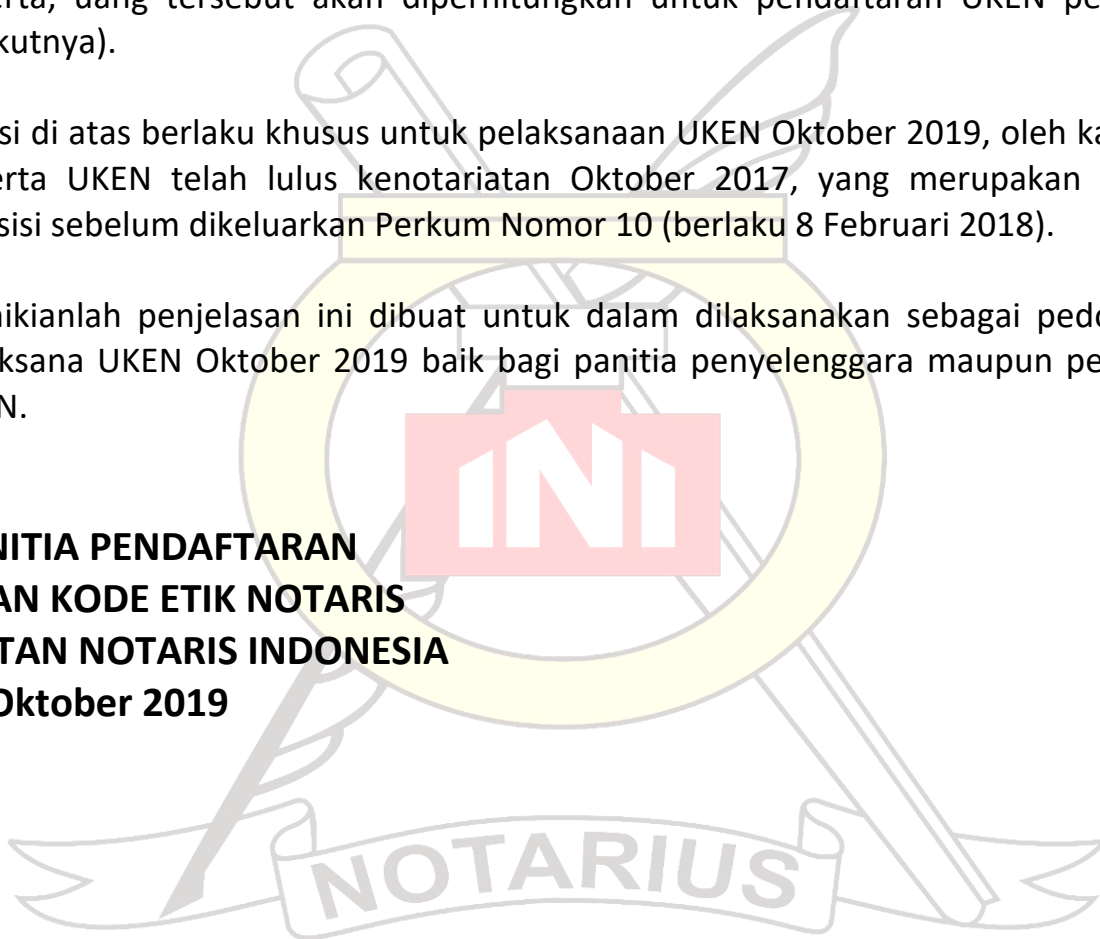 erta, uang tersebut akan diperhitungkan untuk pendaftaran UKEN pe
kutnya).
si di atas berlaku khusus untuk pelaksanaan UKEN Oktober 2019, oleh ka
erta UKEN telah lulus kenotariatan Oktober 2017, yang merupakan
sisi sebelum dikeluarkan Perkum Nomor 10 (berlaku 8 Februari 2018).
nikianlah penjelasan ini dibuat untuk dalam dilaksanakan sebagai pedo
aksana UKEN Oktober 2019 baik bagi panitia penyelenggara maupun pe
N.
INI
NITIA PENDAFTARAN
AN KODE ETIK NOTARIS
TAN NOTARIS INDONESIA
Oktober 2019
NOTARIUS